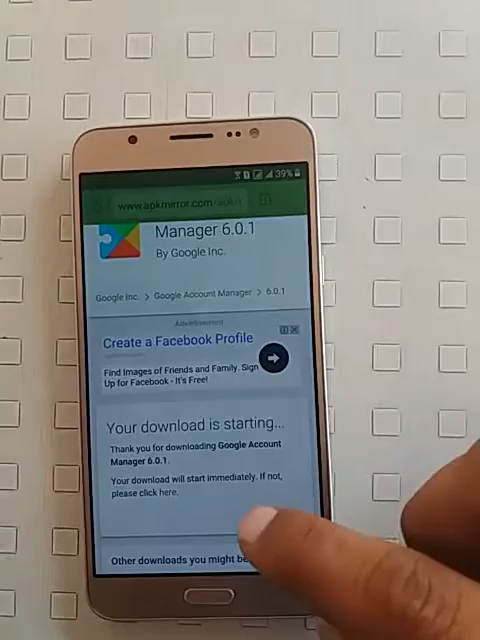 39%
www.apkmirror.com
Manager 6.0.1
By Google Inc.
Google Inc. > Google Account Manager > 6.0.1
Advertisement
Create a Facebook Profile
Find Images of Friends and Family. Sign
Up for Facebook - It's Free!
Your download is starting...
Thank you for downloading Google Account
Manager 6.0.1.
Your download will start immediately. If not,
please click here.
Other downloads you might be